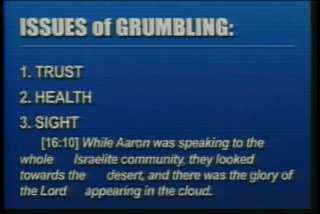 ISSUES of GRUMBLING:
1. TRUST
2. HEALTH
3. SIGHT
[16:10] While Aaron was speaking to the
whole Israelite community, they looked
towards the desert, and there was the glory of
the Lord appearing in the cloud.